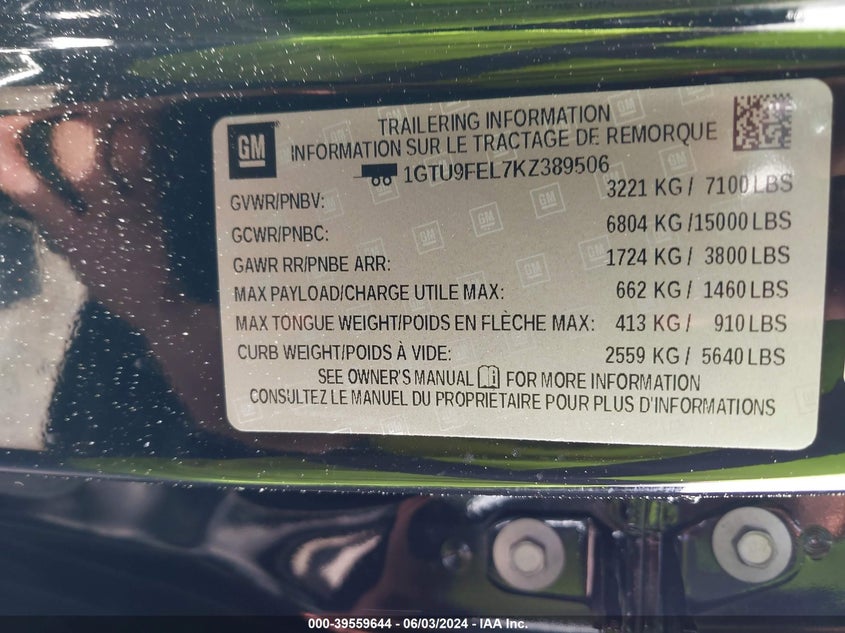 GM
TRAILERING INFORMATION
INFORMATION SUR LE TRACTAGE DE REMORQUE
1GTU9FEL7KZ389506
GVWR/PNBV: 3221 KG / 7100 LBS
GCWR/PNBC: 6804 KG /15000 LBS
GAWR RR/PNBE ARR: 1724 KG / 3800 LBS
MAX PAYLOAD/CHARGE UTILE MAX: 662 KG / 1460 LBS
MAX TONGUE WEIGHT/POIDS EN FLÈCHE MAX: 413 KG / 910 LBS
CURB WEIGHT/POIDS À VIDE: 2559 KG / 5640 LBS
SEE OWNER'S MANUAL FOR MORE INFORMATION
CONSULTEZ LE MANUEL DU PROPRIÉTAIRE POUR PLUS D'INFORMATIONS
000-39559644 - 06/03/2024 - IAA Inc.